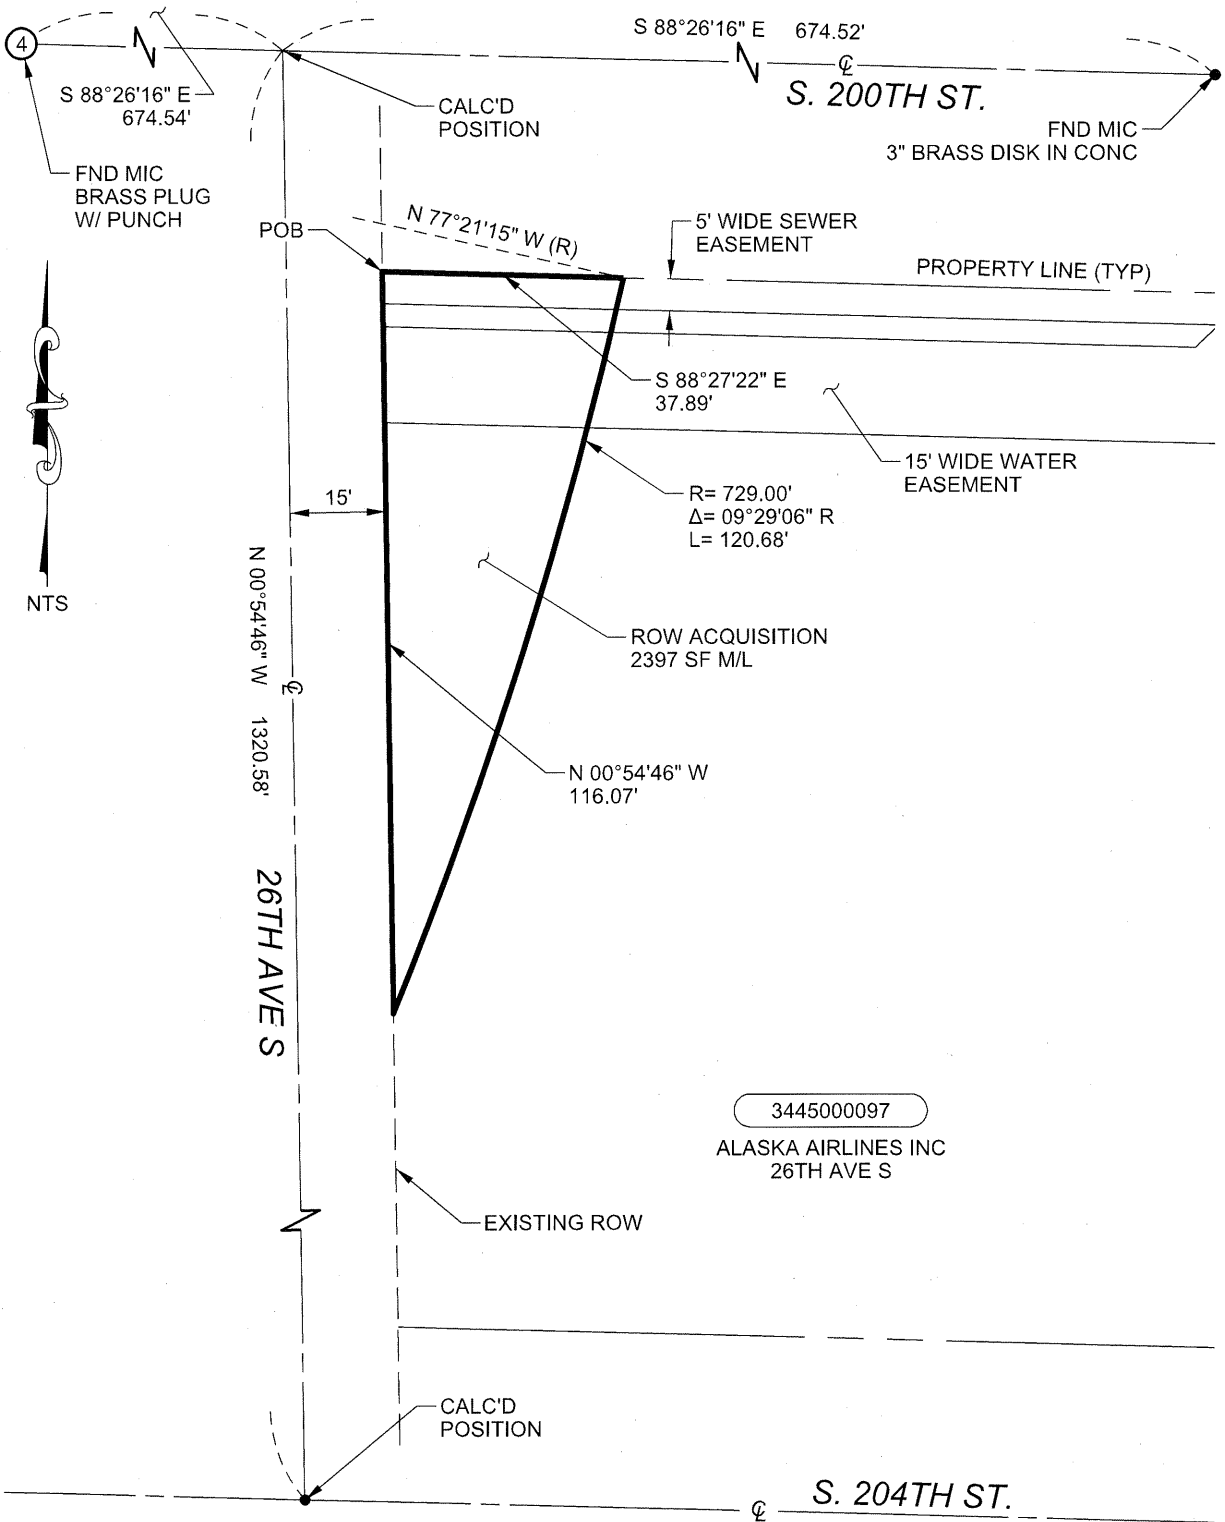 4
S 88°26'16" E
674.54'
S 88°26'16" E 674.52'
℄
S. 200TH ST.
CALC'D
POSITION
FND MIC
3" BRASS DISK IN CONC
FND MIC
BRASS PLUG
W/ PUNCH
POB
N 77°21'15" W (R)
5' WIDE SEWER
EASEMENT
PROPERTY LINE (TYP)
S 88°27'22" E
37.89'
15' WIDE WATER
EASEMENT
15'
R= 729.00'
Δ= 09°29'06" R
L= 120.68'
NTS
N 00°54'46" W 1320.58'
℄
ROW ACQUISITION
2397 SF M/L
N 00°54'46" W
116.07'
26TH AVE S
3445000097
ALASKA AIRLINES INC
26TH AVE S
EXISTING ROW
CALC'D
POSITION
℄
S. 204TH ST.